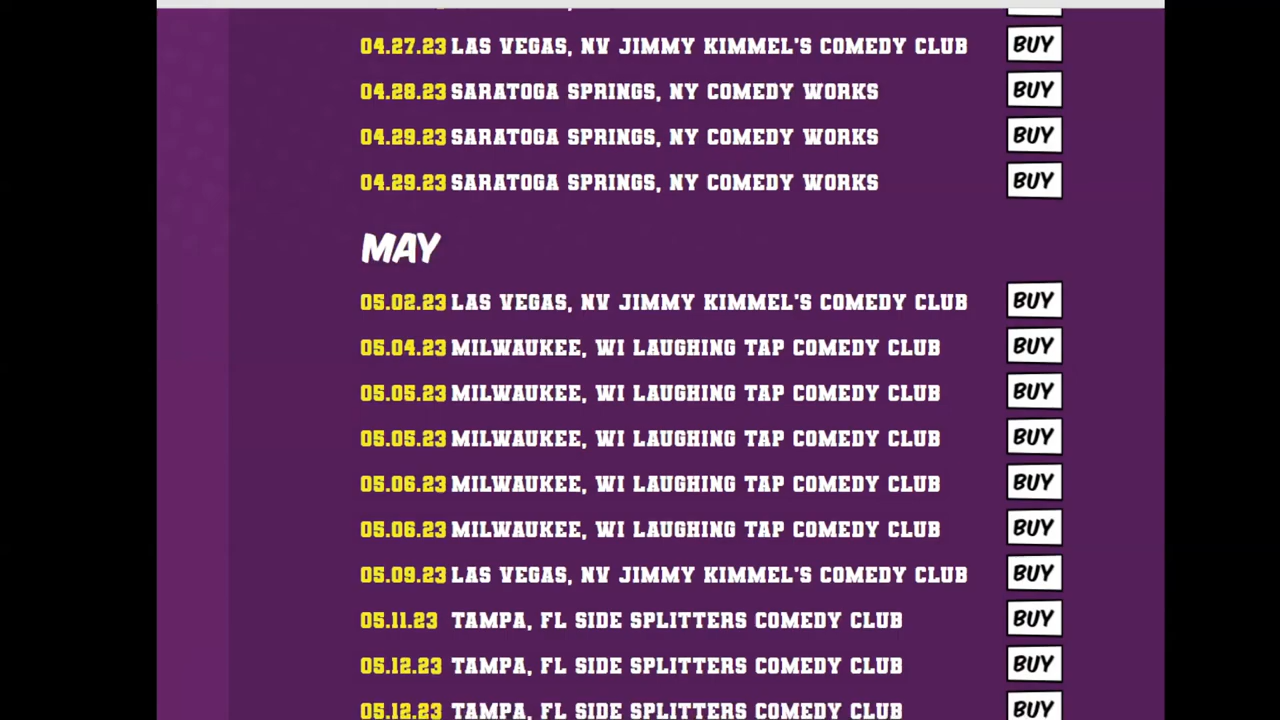 04.27.23 LAS VEGAS, NV JIMMY KIMMEL'S COMEDY CLUB BUY
04.28.23 SARATOGA SPRINGS, NY COMEDY WORKS BUY
04.29.23 SARATOGA SPRINGS, NY COMEDY WORKS BUY
04.29.23 SARATOGA SPRINGS, NY COMEDY WORKS BUY
MAY
05.02.23 LAS VEGAS, NV JIMMY KIMMEL'S COMEDY CLUB BUY
05.04.23 MILWAUKEE, WI LAUGHING TAP COMEDY CLUB BUY
05.05.23 MILWAUKEE, WI LAUGHING TAP COMEDY CLUB BUY
05.05.23 MILWAUKEE, WI LAUGHING TAP COMEDY CLUB BUY
05.06.23 MILWAUKEE, WI LAUGHING TAP COMEDY CLUB BUY
05.06.23 MILWAUKEE, WI LAUGHING TAP COMEDY CLUB BUY
05.09.23 LAS VEGAS, NV JIMMY KIMMEL'S COMEDY CLUB BUY
05.11.23 TAMPA, FL SIDE SPLITTERS COMEDY CLUB BUY
05.12.23 TAMPA, FL SIDE SPLITTERS COMEDY CLUB BUY
05.12.23 TAMPA, FL SIDE SPLITTERS COMEDY CLUB BUY